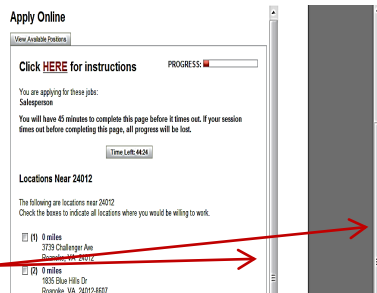 Apply Online
View Available Positions
Click HERE for instructions
PROGRESS:
You are applying for these jobs:
Salesperson
You will have 45 minutes to complete this page before it times out. If your session
times out before completing this page, all progress will be lost.
Time Left: 44:24
Locations Near 24012
The following are locations near 24012
Check the boxes to indicate all locations where you would be willing to work.
(1) 0 miles
3739 Challenger Ave
Roanoke, VA 24012
(2) 0 miles
1835 Blue Hills Dr
Roanoke, VA 24012-8607